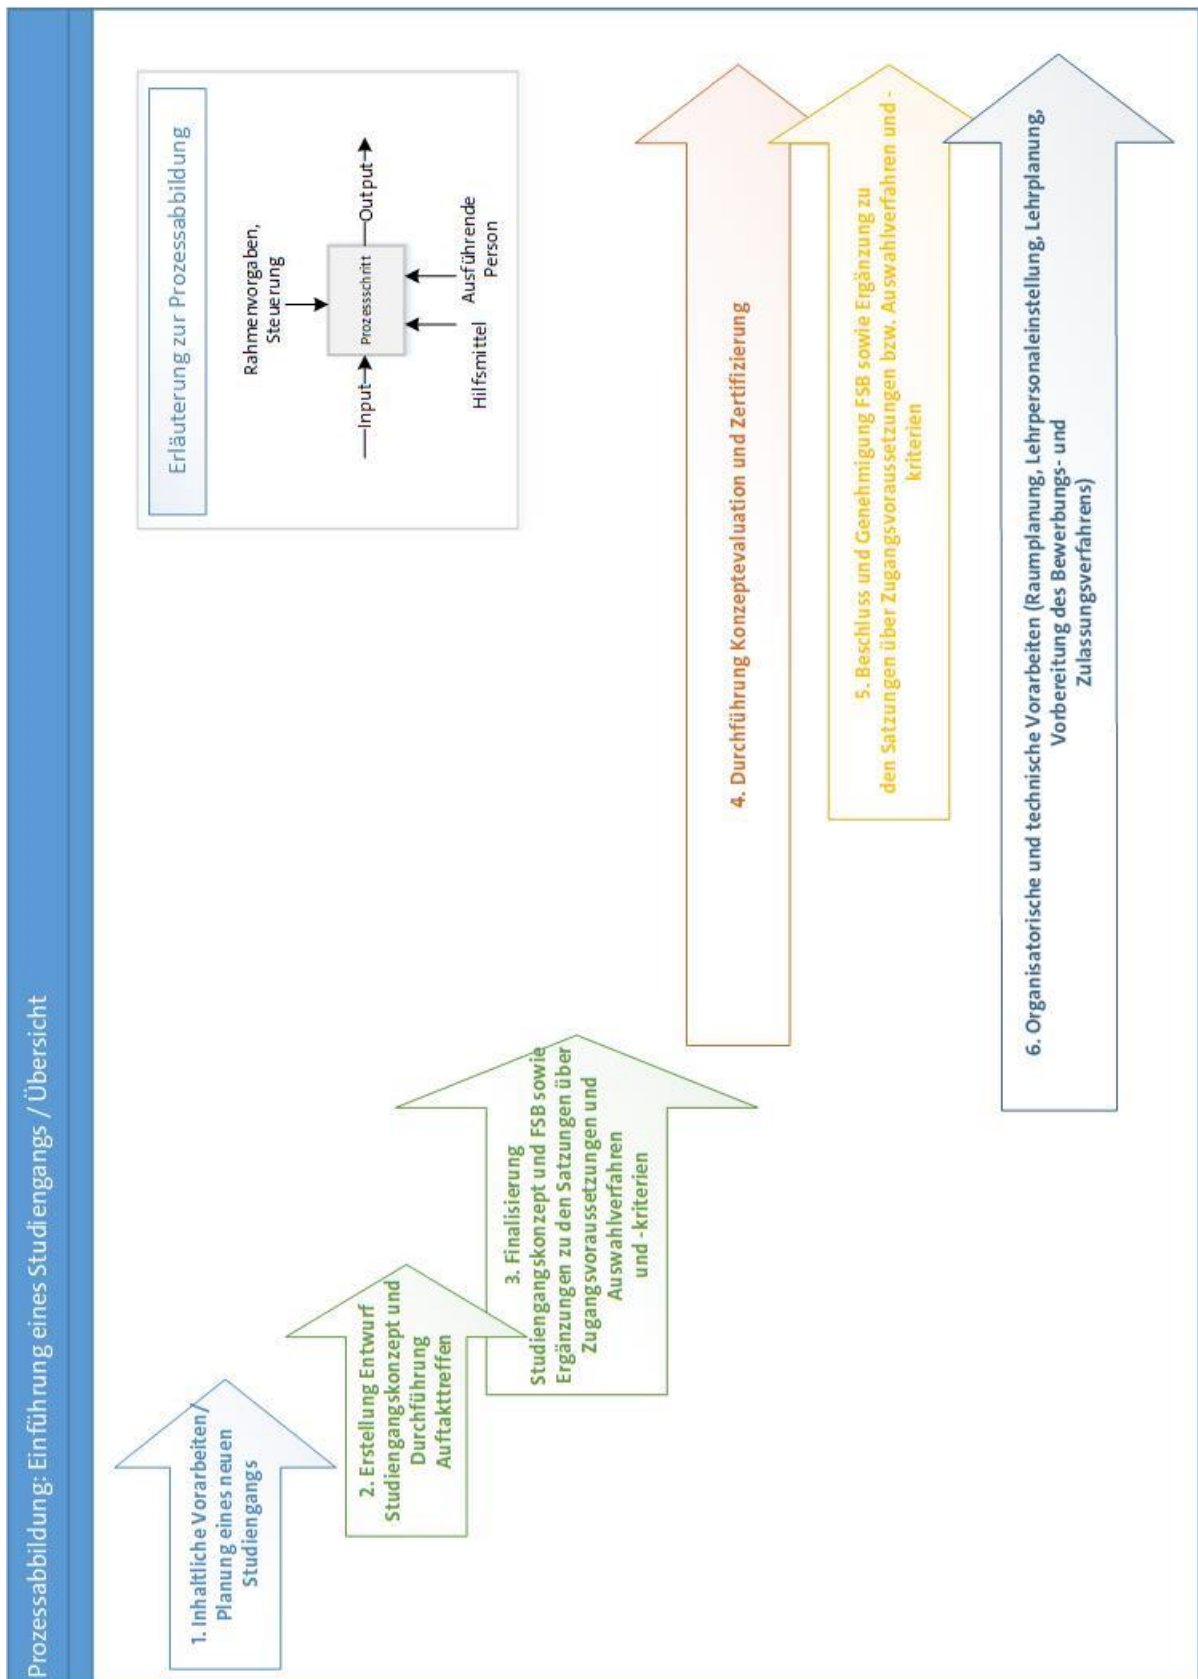 Prozessabbildung: Einführung eines Studiengangs / Übersicht
Erläuterung zur Prozessabbildung
Rahmenvorgaben,
Steuerung
Input
Prozessschritt
Output
Hilfsmittel
Ausführende
Person
1. Inhaltliche Vorarbeiten/
Planung eines neuen
Studiengangs
2. Erstellung Entwurf
Studiengangskonzept und
Durchführung
Auftakttreffen
3. Finalisierung
Studiengangskonzept und FSB sowie
Ergänzungen zu den Satzungen über
Zugangsvoraussetzungen und
Auswahlverfahren
und -kriterien
4. Durchführung Konzeptevaluation und Zertifizierung
5. Beschluss und Genehmigung FSB sowie Ergänzung zu
den Satzungen über Zugangsvoraussetzungen bzw. Auswahlverfahren und -
kriterien
6. Organisatorische und technische Vorarbeiten (Raumplanung, Lehrpersonaleinstellung, Lehrplanung,
Vorbereitung des Bewerbungs- und
Zulassungsverfahrens)